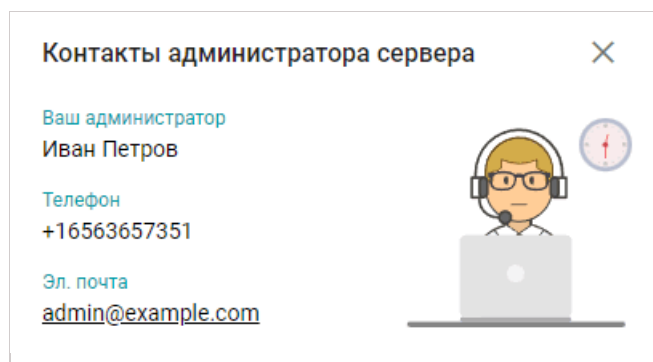 Контакты администратора сервера
Ваш администратор
Иван Петров
Телефон
+16563657351
Эл. почта
admin@example.com